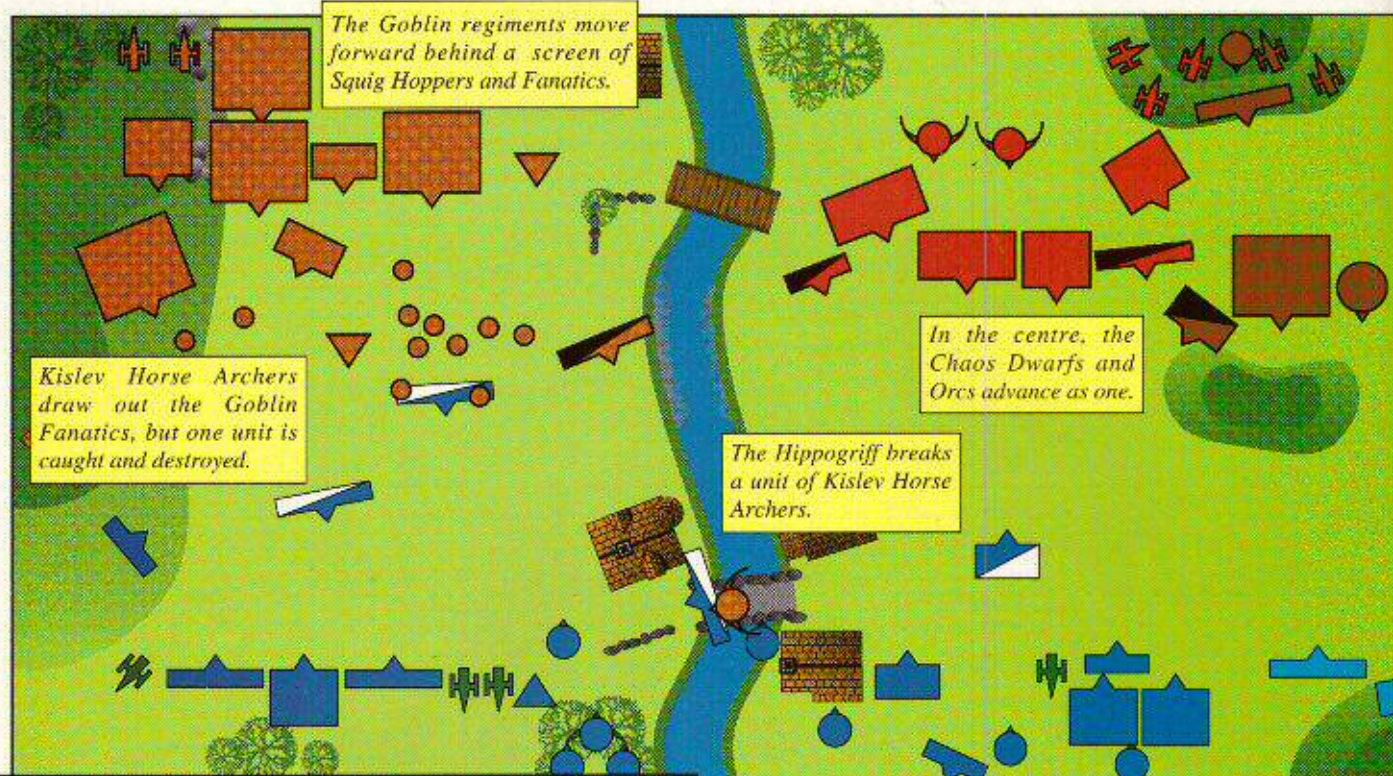 The Goblin regiments move
forward behind a screen of
Squig Hoppers and Fanatics.
Kislev Horse Archers
draw out the Goblin
Fanatics, but one unit is
caught and destroyed.
In the centre, the
Chaos Dwarfs and
Orcs advance as one.
The Hippogriff breaks
a unit of Kislev Horse
Archers.